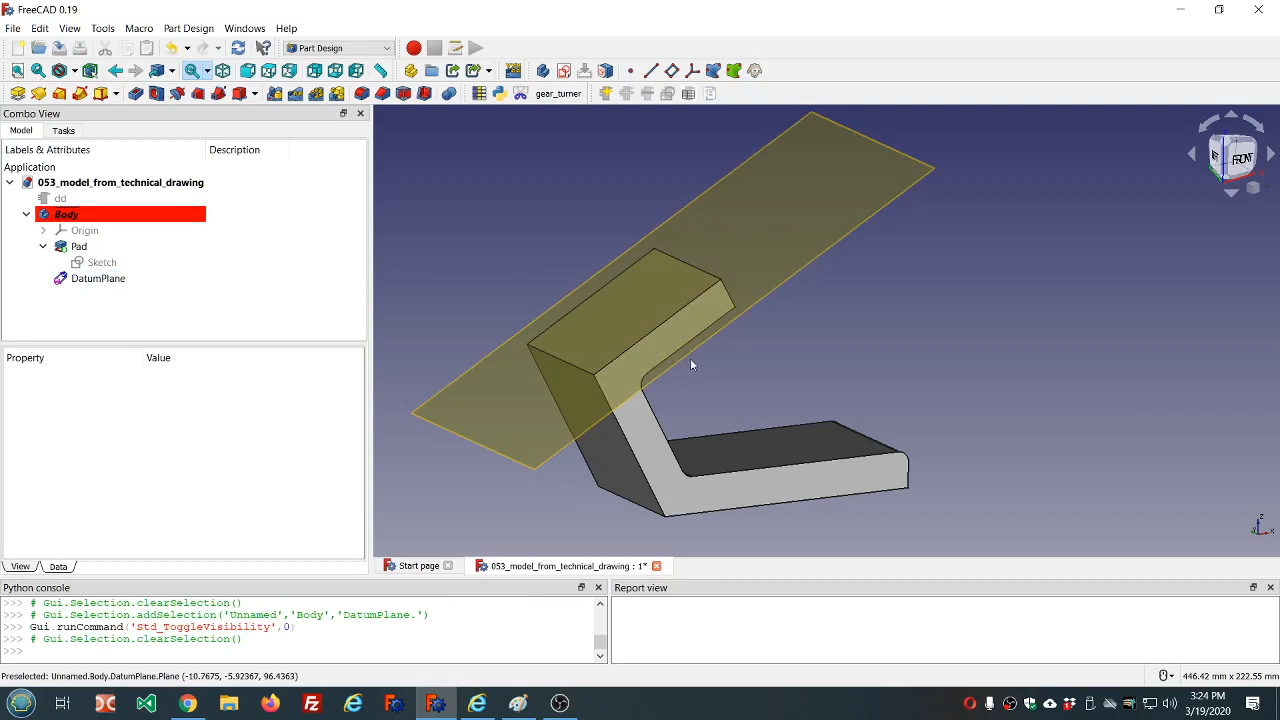 FreeCAD 0.19
File Edit View Tools Macro Part Design Windows Help
Part Design
gear_turner
Combo View
Model Tasks
Labels & Attributes Description
Application
053_model_from_technical_drawing
dd
Body
Origin
Pad
Sketch
DatumPlane
Property Value
FRONT
View Data
Start page 053_model_from_technical_drawing : 1*
Python console
Report view
>>> # Gui.Selection.clearSelection()
>>> # Gui.Selection.addSelection('Unnamed','Body','DatumPlane.')
>>> Gui.runCommand('Std_ToggleVisibility',0)
>>> # Gui.Selection.clearSelection()
>>>
Preselected: Unnamed.Body.DatumPlane.Plane (-10.7675, -5.92367, 96.4363)
446.42 mm x 222.55 mm
3:24 PM
3/19/2020